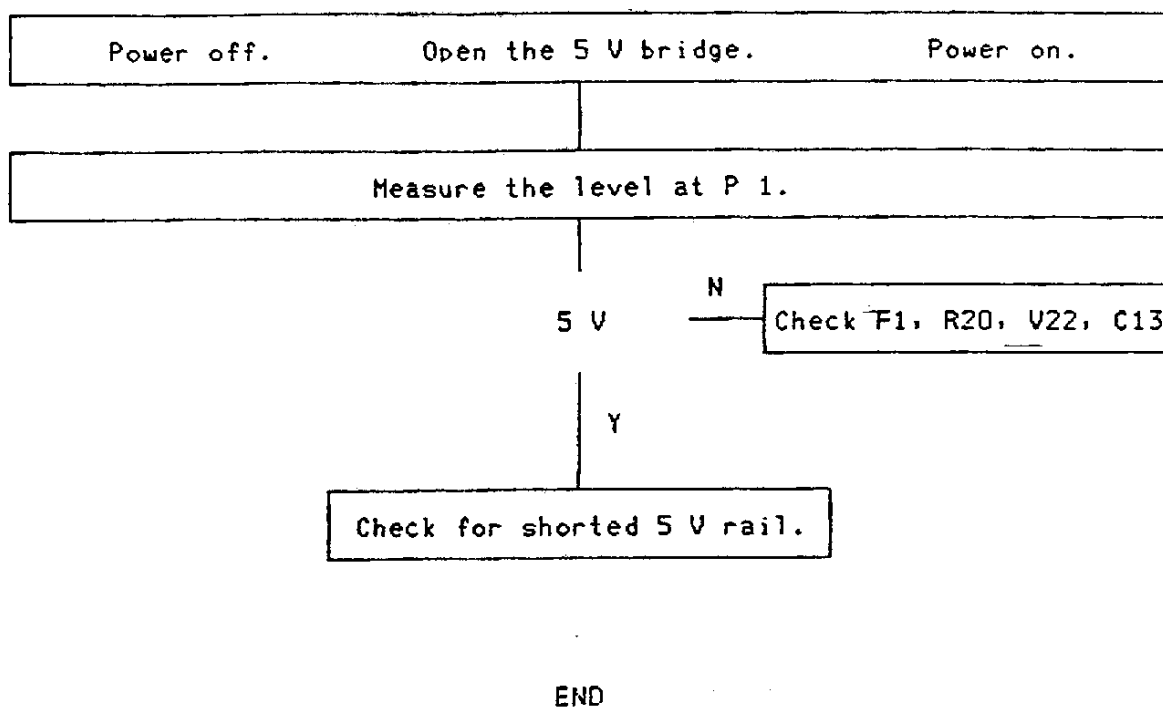 Power off. Open the 5 V bridge. Power on.
Measure the level at P 1.
N
5 V Check F1, R20, V22, C13
Y
Check for shorted 5 V rail.
END